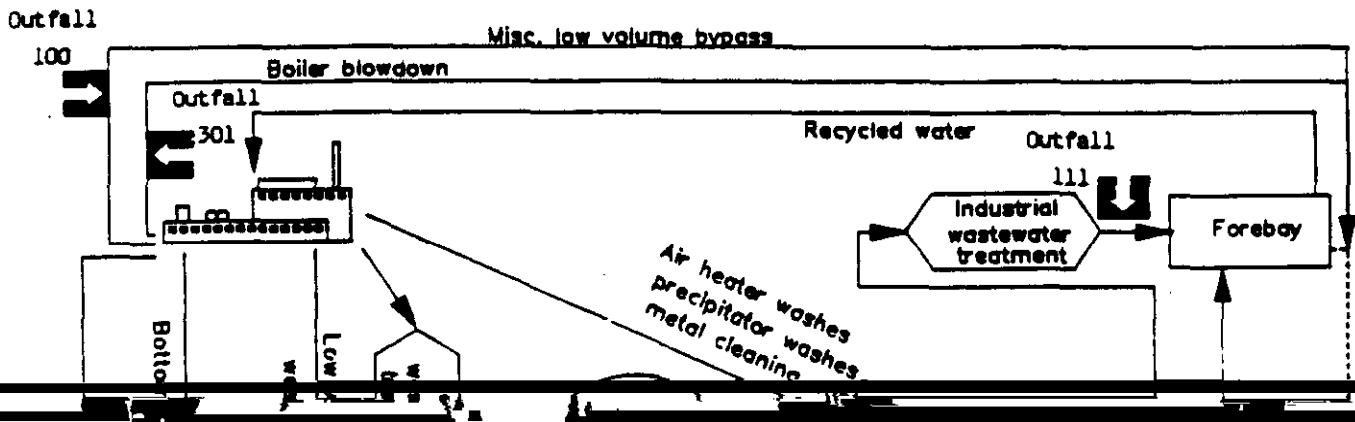 Outfall
100
Misc. low volume bypass
Boiler blowdown
Outfall
301
Recycled water
Outfall
111
Industrial
wastewater
treatment
Forebay
Air heater washes
precipitator washes
metal cleaning
Low